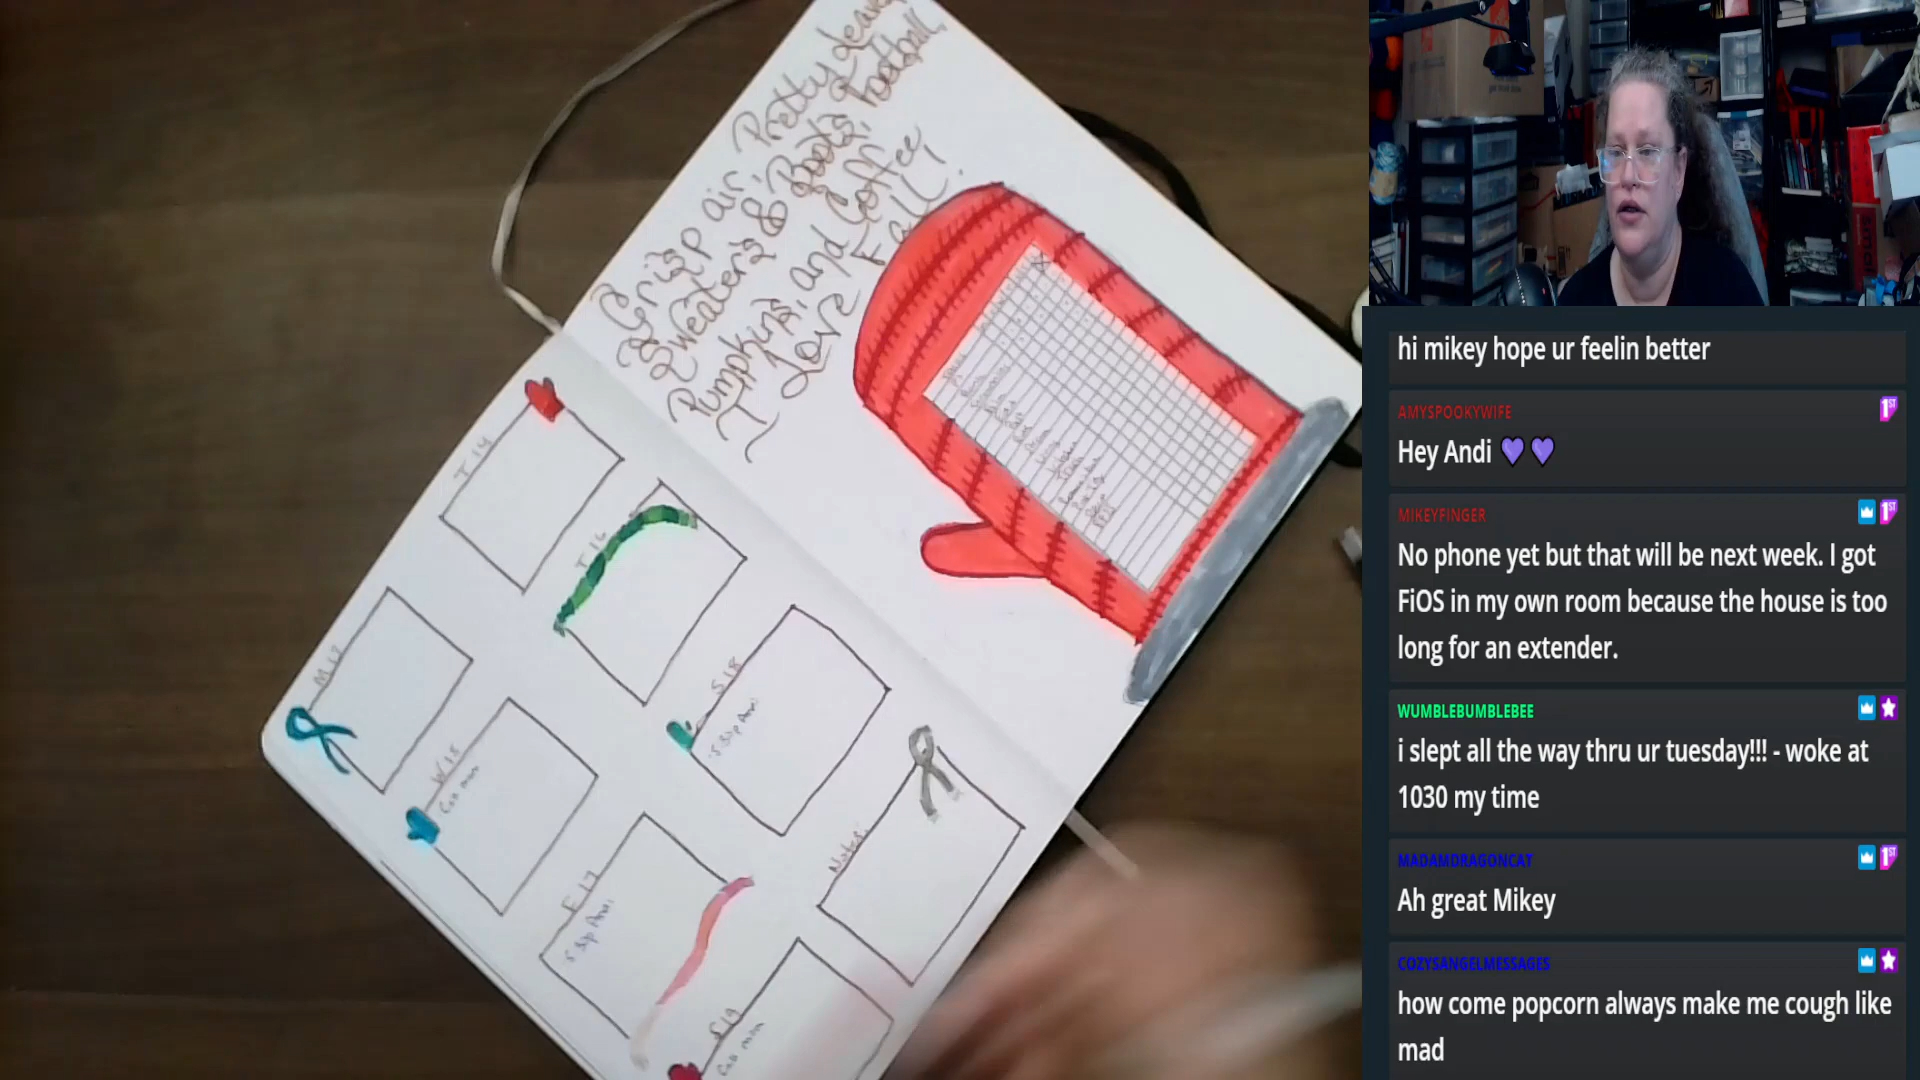 Crisp air, Pretty leaves
Sweater's & Boots, Football,
Pumpkins, and Coffee
I Love Fall!
T 14
T 16
M 13
W 15
S 18
F 17
Notes:
S 19
hi mikey hope ur feelin better
AMYSPOOKYWIFE
Hey Andi
MIKEYFINGER
No phone yet but that will be next week. I got
FiOS in my own room because the house is too
long for an extender.
WUMBLEBUMBLEBEE
i slept all the way thru ur tuesday!!! - woke at
1030 my time
MADAMDRAGONCAT
Ah great Mikey
COZYSANGELMESSAGES
how come popcorn always make me cough like
mad